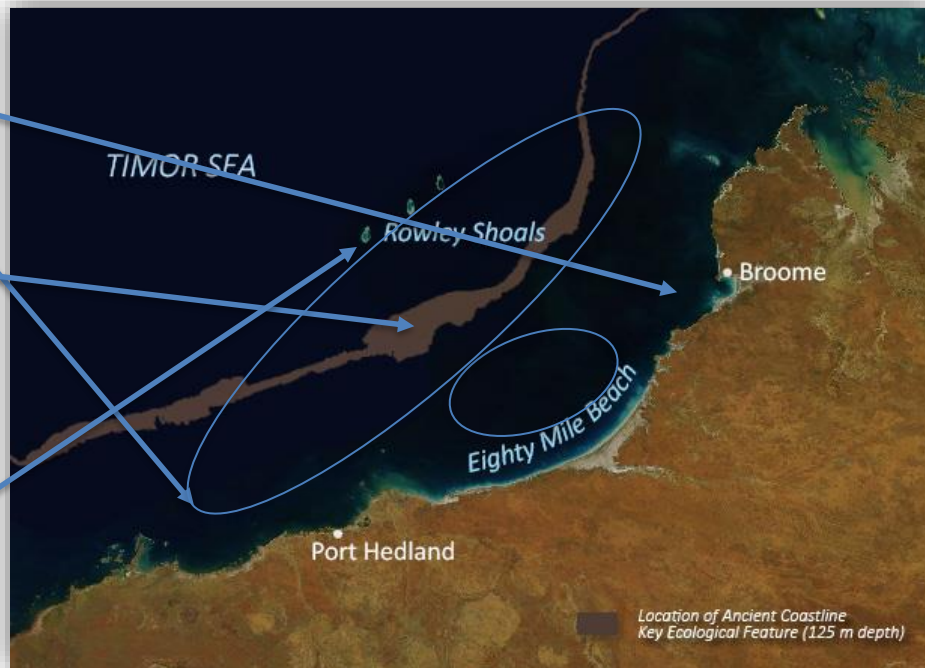 TIMOR SEA
Rowley Shoals
Broome
Eighty Mile Beach
Port Hedland
Location of Ancient Coastline
Key Ecological Feature (125 m depth)